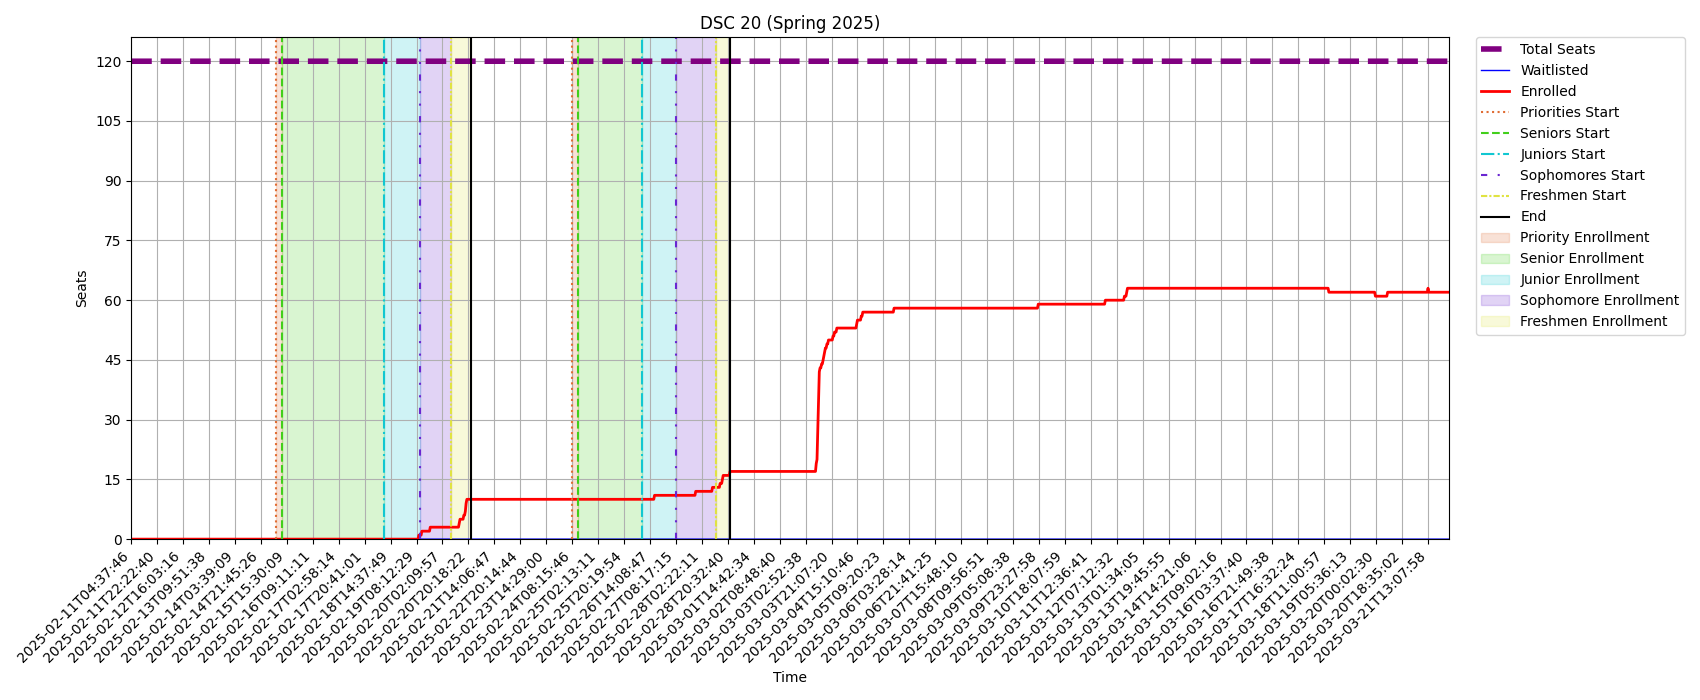 DSC 20 (Spring 2025)
Seats
120
105
90
75
60
45
30
15
0
2025-02-11T04:37:46
2025-02-11T22:22:40
2025-02-12T16:03:16
2025-02-13T09:51:38
2025-02-14T03:39:09
2025-02-14T21:45:26
2025-02-15T15:30:09
2025-02-16T09:11:11
2025-02-17T02:58:14
2025-02-17T20:41:01
2025-02-18T14:37:49
2025-02-19T08:12:29
2025-02-20T02:09:57
2025-02-20T20:18:22
2025-02-21T14:06:47
2025-02-22T20:14:44
2025-02-23T14:29:00
2025-02-24T08:15:46
2025-02-25T02:13:11
2025-02-25T20:19:54
2025-02-26T14:08:47
2025-02-27T08:17:15
2025-02-28T02:22:11
2025-02-28T20:32:40
2025-03-01T14:42:34
2025-03-02T08:48:40
2025-03-03T02:52:38
2025-03-03T21:07:20
2025-03-04T15:10:46
2025-03-05T09:20:23
2025-03-06T03:28:14
2025-03-06T21:41:25
2025-03-07T15:48:10
2025-03-08T09:56:51
2025-03-09T05:08:38
2025-03-09T23:27:58
2025-03-10T18:07:59
2025-03-11T12:36:41
2025-03-12T07:12:32
2025-03-13T01:34:05
2025-03-13T19:45:55
2025-03-14T14:21:06
2025-03-15T09:02:16
2025-03-16T03:37:40
2025-03-16T21:49:38
2025-03-17T16:32:24
2025-03-18T11:00:57
2025-03-19T05:36:13
2025-03-20T00:02:30
2025-03-20T18:35:02
2025-03-21T13:07:58
Time
Total Seats
Waitlisted
Enrolled
Priorities Start
Seniors Start
Juniors Start
Sophomores Start
Freshmen Start
End
Priority Enrollment
Senior Enrollment
Junior Enrollment
Sophomore Enrollment
Freshmen Enrollment